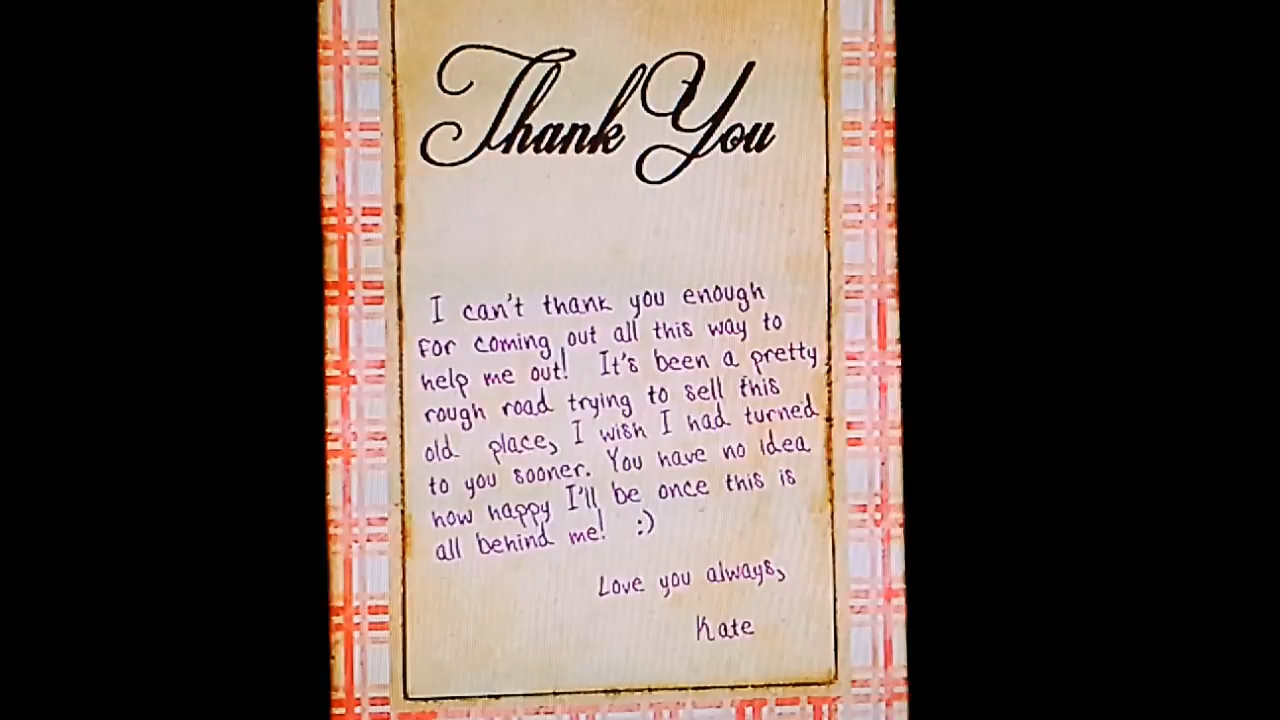 Thank You
I can't thank you enough
for coming out all this way to
help me out! It's been a pretty
rough road trying to sell this
old place, I wish I had turned
to you sooner. You have no idea
how happy I'll be once this is
all behind me! :)
Love you always,
Kate